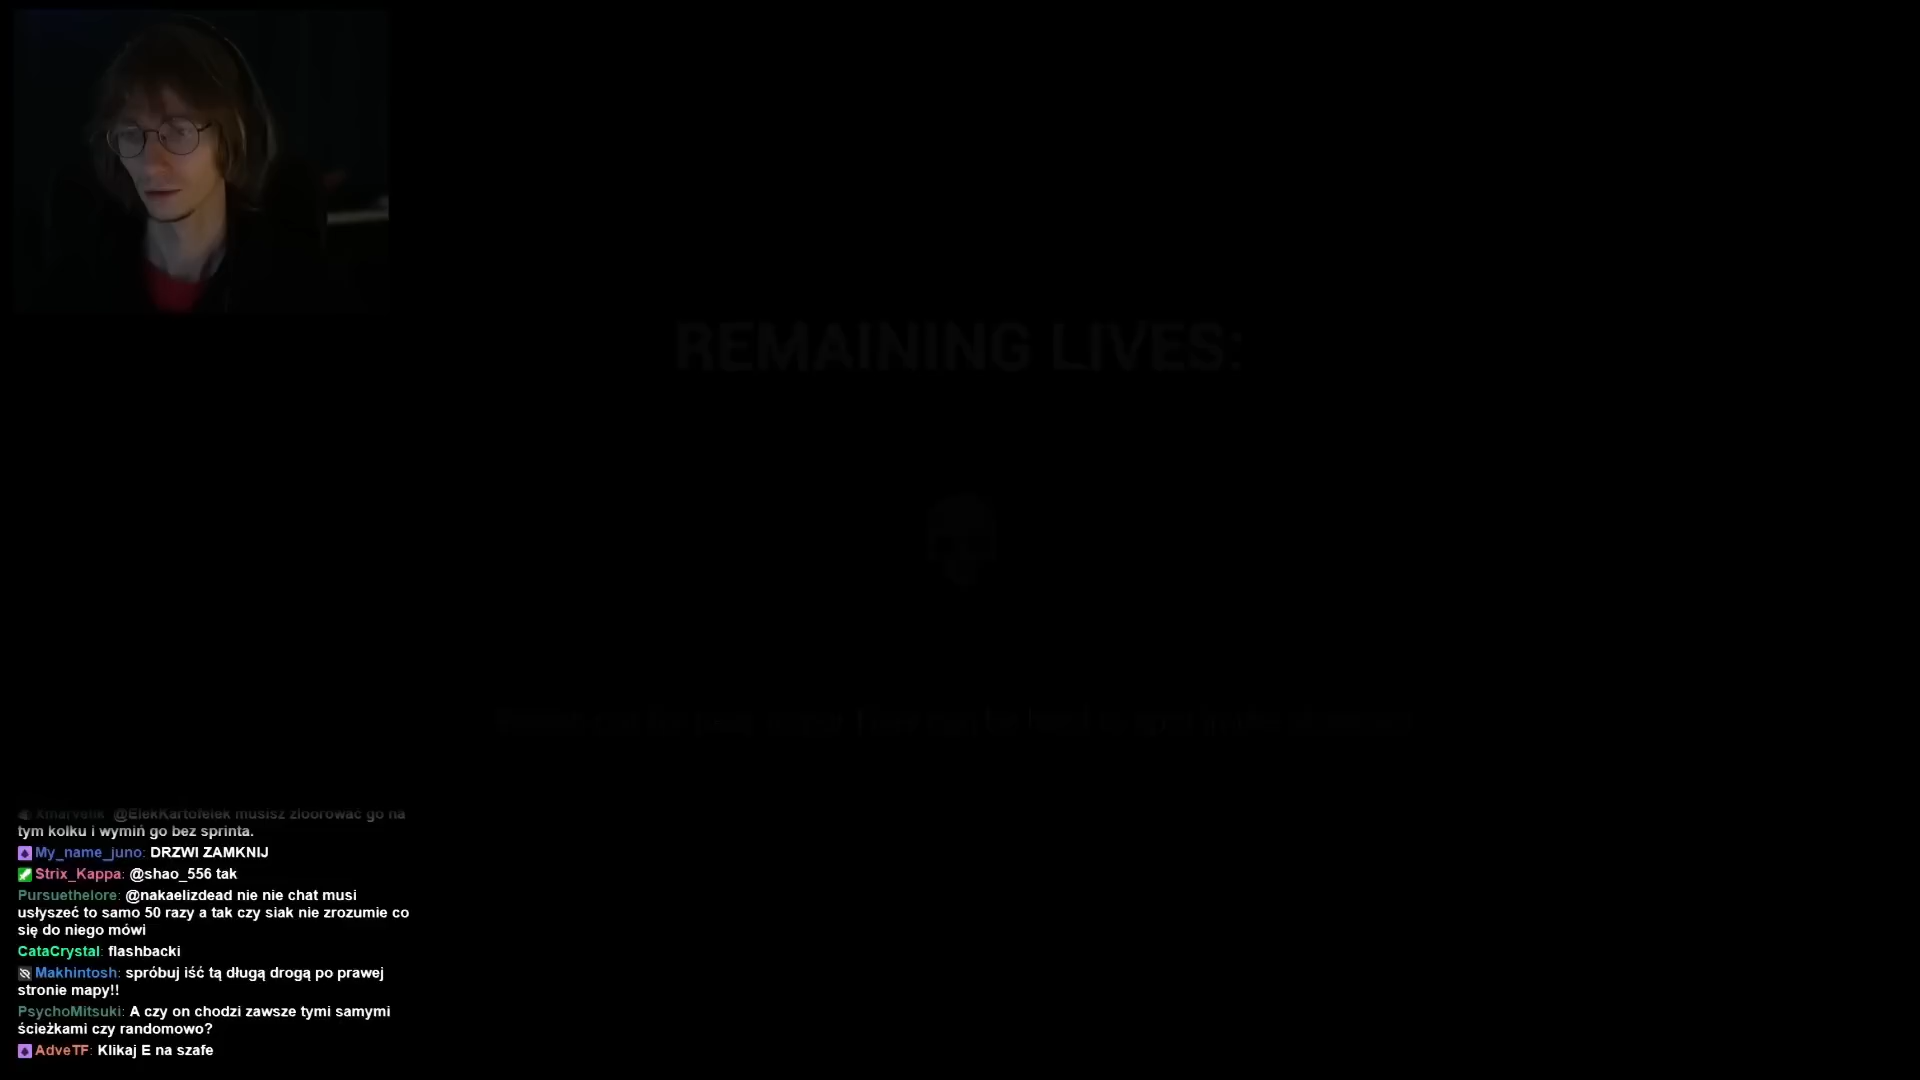 REMAINING LIVES:
Xmarvelik: @ElekKartofelek musisz zloorować go na
tym kółku i wymiń go bez sprinta.
My_name_juno: DRZWI ZAMKNIJ
Strix_Kappa: @shao_556 tak
Pursuethelore: @nakaelizdead nie nie chat musi
usłyszeć to samo 50 razy a tak czy siak nie zrozumie co
się do niego mówi
CataCrystal: flashbacki
Makhintosh: spróbuj iść tą długą drogą po prawej
stronie mapy!!
PsychoMitsuki: A czy on chodzi zawsze tymi samymi
ścieżkami czy randomowo?
AdveTF: Klikaj E na szafe